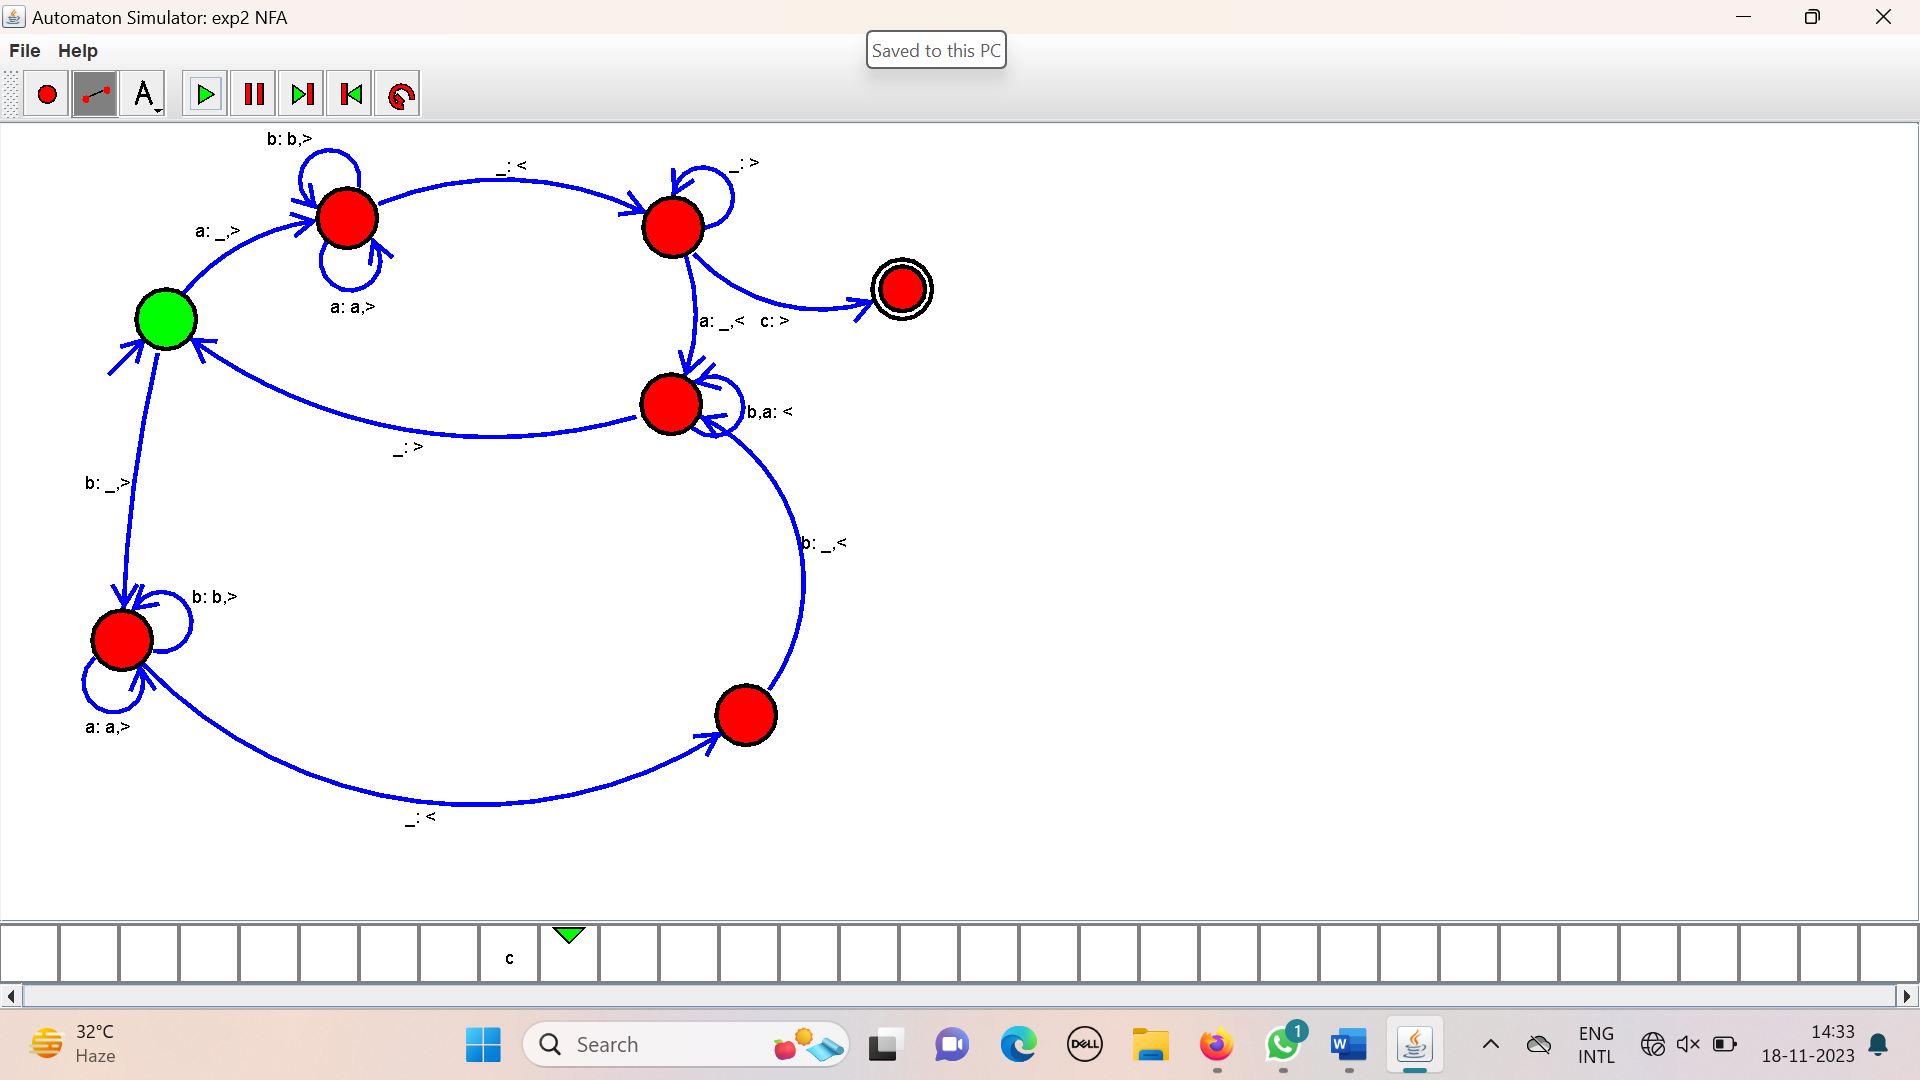 Automaton Simulator: exp2 NFA
File Help
Saved to this PC
A
b: b,>
_: <
_: >
a: _,>
a: a,>
a: _,< c: >
b,a: <
_: >
b: _,>
b: _,<
b: b,>
a: a,>
_: <
c
32°C
Haze
Search
DELL
1
W
ENG
INTL
14:33
18-11-2023